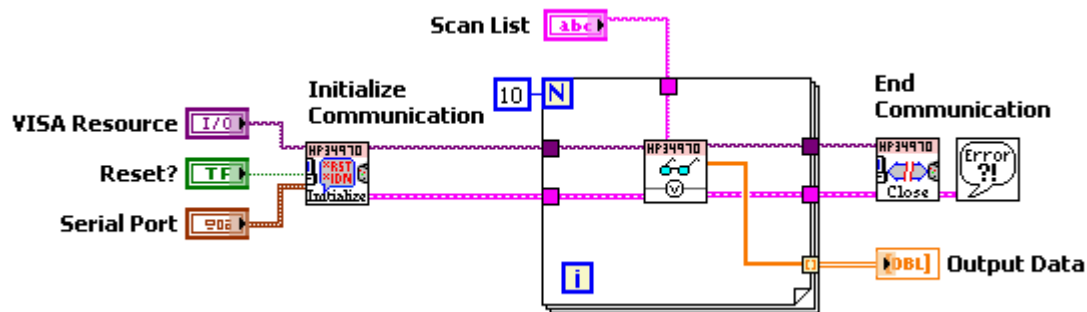 Scan List
abc
Initialize
Communication
10
N
End
Communication
VISA Resource
I/O
HP34970
*RST
*IDN
Initialize
HP34970
HP34970
Close
Error
?!
Reset?
TF
Serial Port
V
i
[DBL]
Output Data